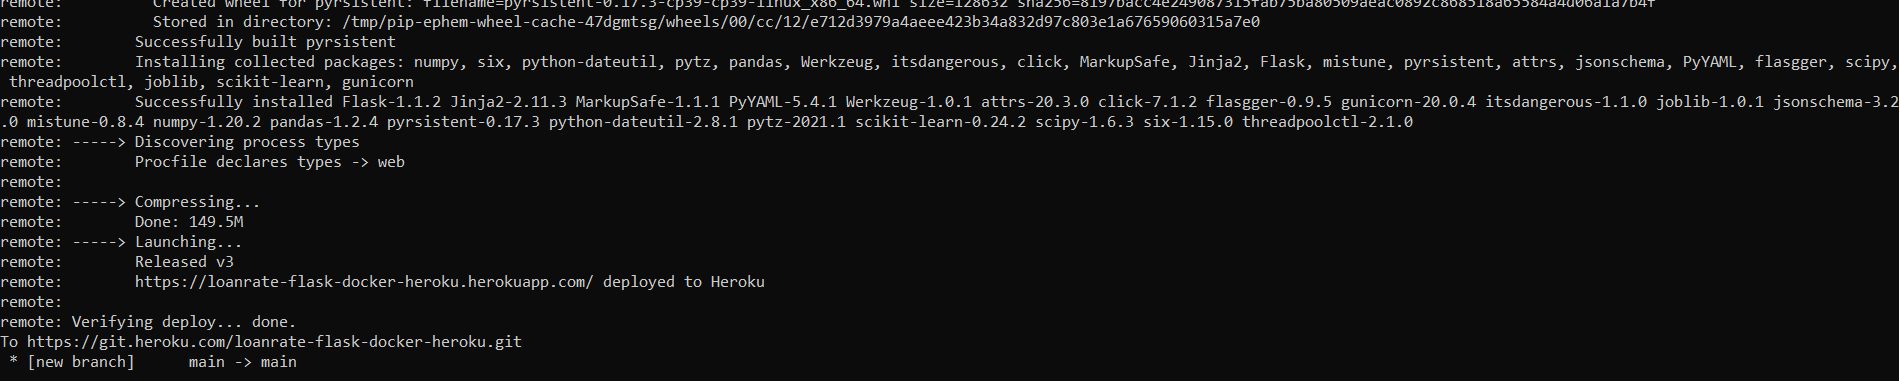 remote: Created wheel for pyrsistent: filename=pyrsistent-0.17.3-cp39-cp39-linux_x86_64.whl size=128632
remote: Stored in directory: /tmp/pip-ephem-wheel-cache-47dgmtsg/wheels/00/cc/12/e712d3979a4aeee423b34a832d97c803e1a67659060315a7e0
remote: Successfully built pyrsistent
remote: Installing collected packages: numpy, six, python-dateutil, pytz, pandas, Werkzeug, itsdangerous, click, MarkupSafe, Jinja2, Flask, mistune, pyrsistent, attrs, jsonschema, PyYAML, flasgger, scipy,
threadpoolctl, joblib, scikit-learn, gunicorn
remote: Successfully installed Flask-1.1.2 Jinja2-2.11.3 MarkupSafe-1.1.1 PyYAML-5.4.1 Werkzeug-1.0.1 attrs-20.3.0 click-7.1.2 flasgger-0.9.5 gunicorn-20.0.4 itsdangerous-1.1.0 joblib-1.0.1 jsonschema-3.2
.0 mistune-0.8.4 numpy-1.20.2 pandas-1.2.4 pyrsistent-0.17.3 python-dateutil-2.8.1 pytz-2021.1 scikit-learn-0.24.2 scipy-1.6.3 six-1.15.0 threadpoolctl-2.1.0
remote: -----> Discovering process types
remote: Procfile declares types -> web
remote:
remote: -----> Compressing...
remote: Done: 149.5M
remote: -----> Launching...
remote: Released v3
remote: https://loanrate-flask-docker-heroku.herokuapp.com/ deployed to Heroku
remote:
remote: Verifying deploy... done.
To https://git.heroku.com/loanrate-flask-docker-heroku.git
* [new branch] main -> main